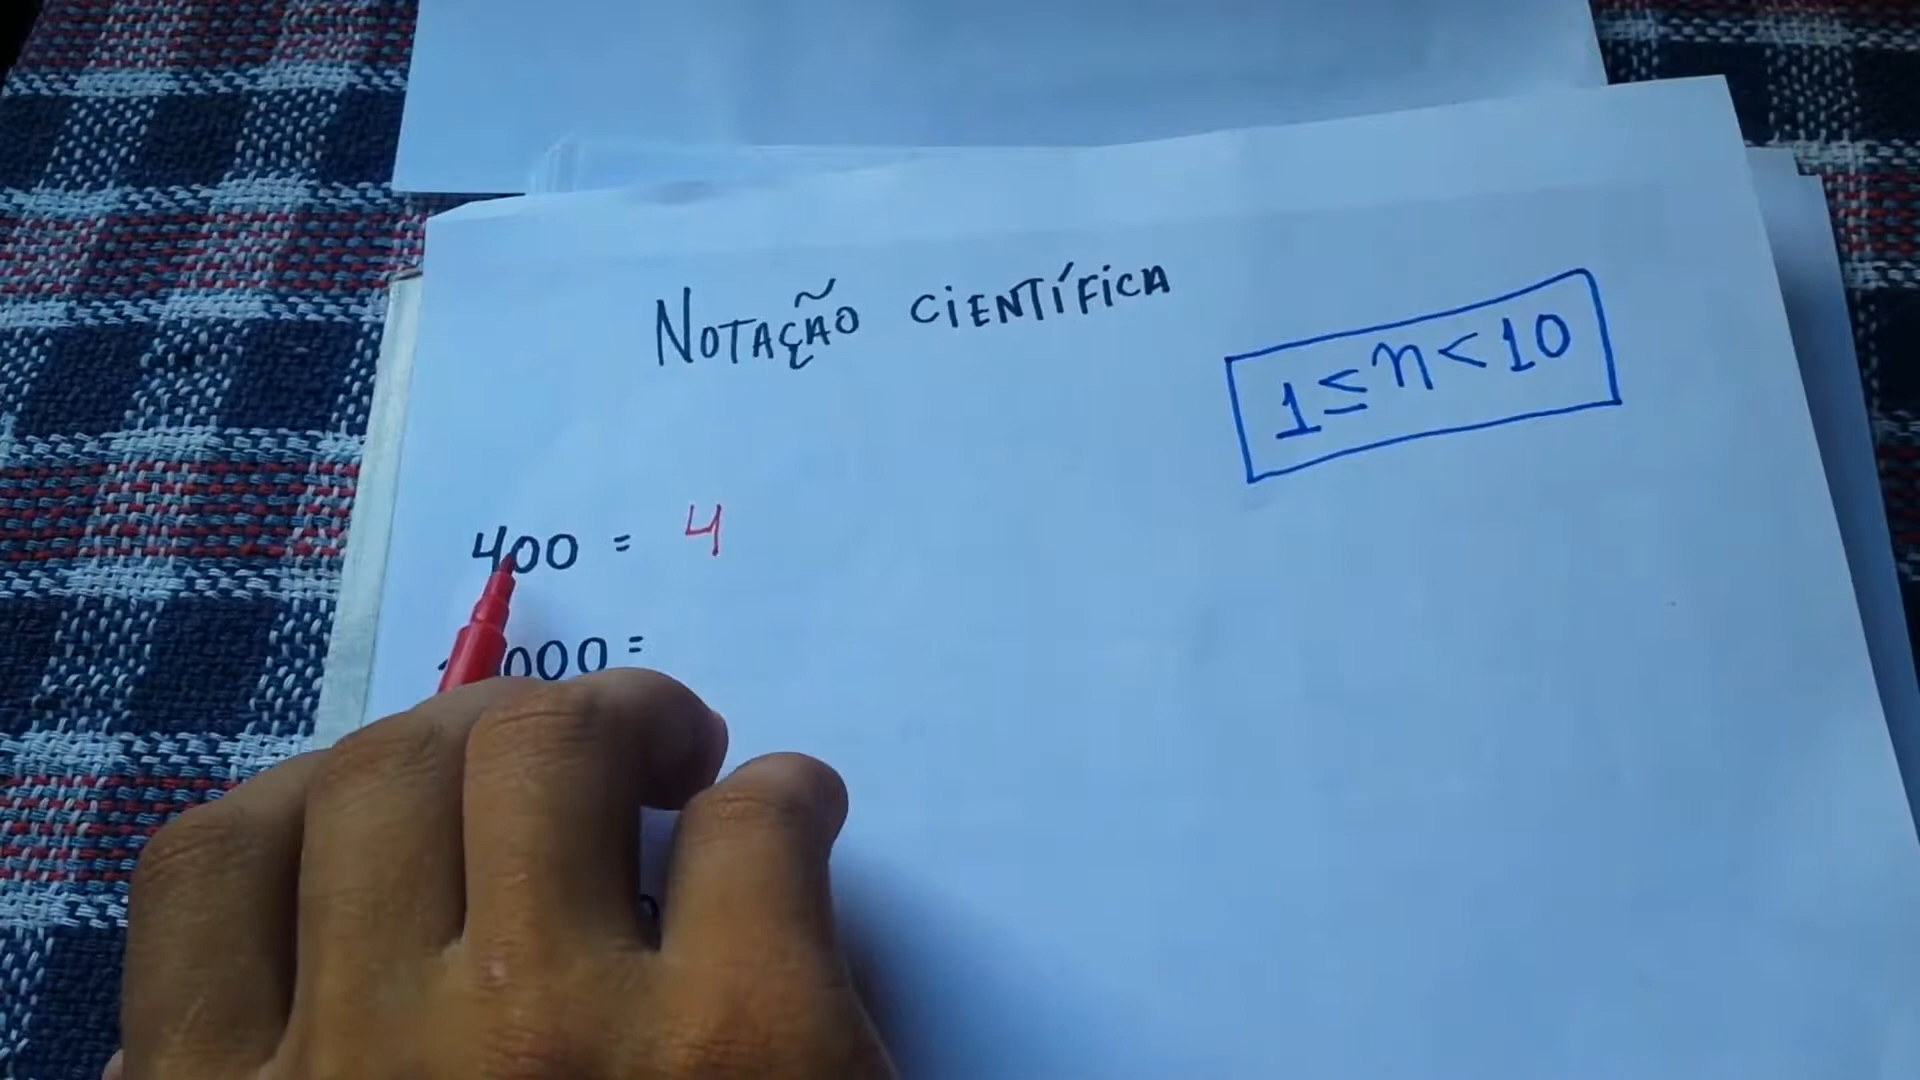 NOTAÇÃO CIENTÍFICA
1 ≤ n < 10
400 = 4
000 =